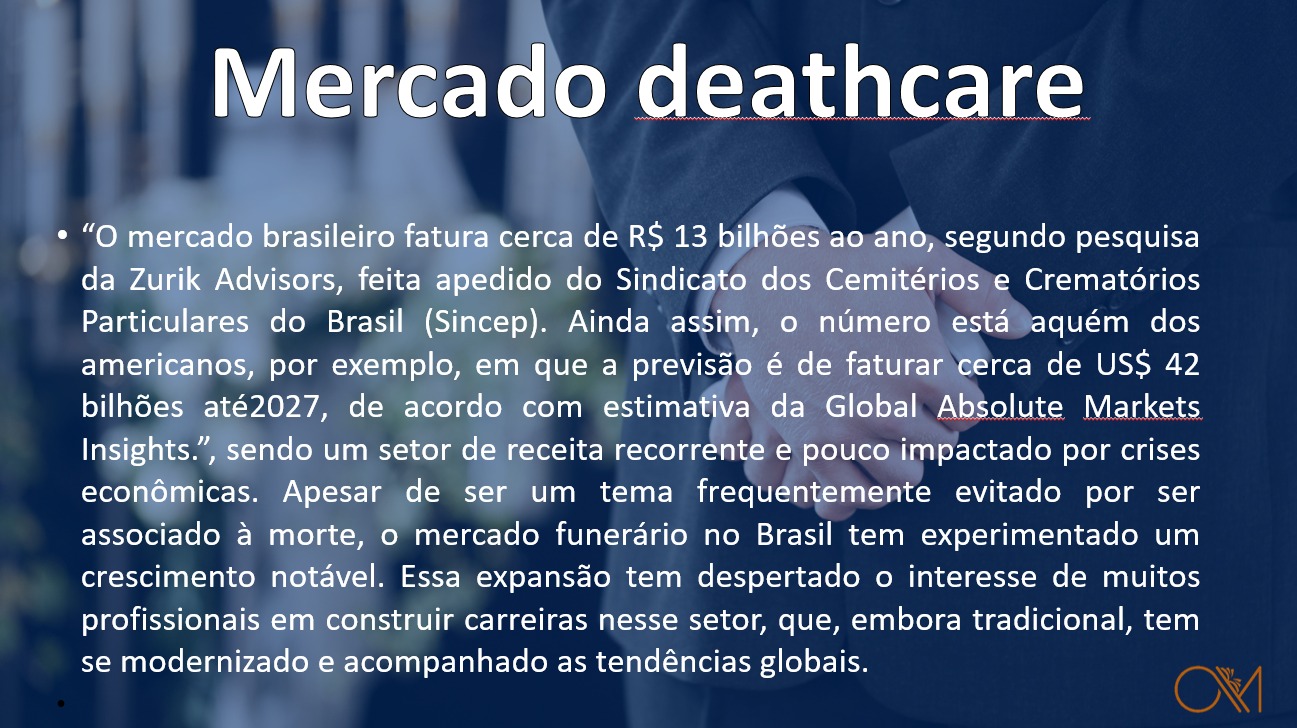 Mercado deathcare
• “O mercado brasileiro fatura cerca de R$ 13 bilhões ao ano, segundo pesquisa
da Zurik Advisors, feita apedido do Sindicato dos Cemitérios e Crematórios
Particulares do Brasil (Sincep). Ainda assim, o número está aquém dos
americanos, por exemplo, em que a previsão é de faturar cerca de US$ 42
bilhões até2027, de acordo com estimativa da Global Absolute Markets
Insights.”, sendo um setor de receita recorrente e pouco impactado por crises
econômicas. Apesar de ser um tema frequentemente evitado por ser
associado à morte, o mercado funerário no Brasil tem experimentado um
crescimento notável. Essa expansão tem despertado o interesse de muitos
profissionais em construir carreiras nesse setor, que, embora tradicional, tem
se modernizado e acompanhado as tendências globais.